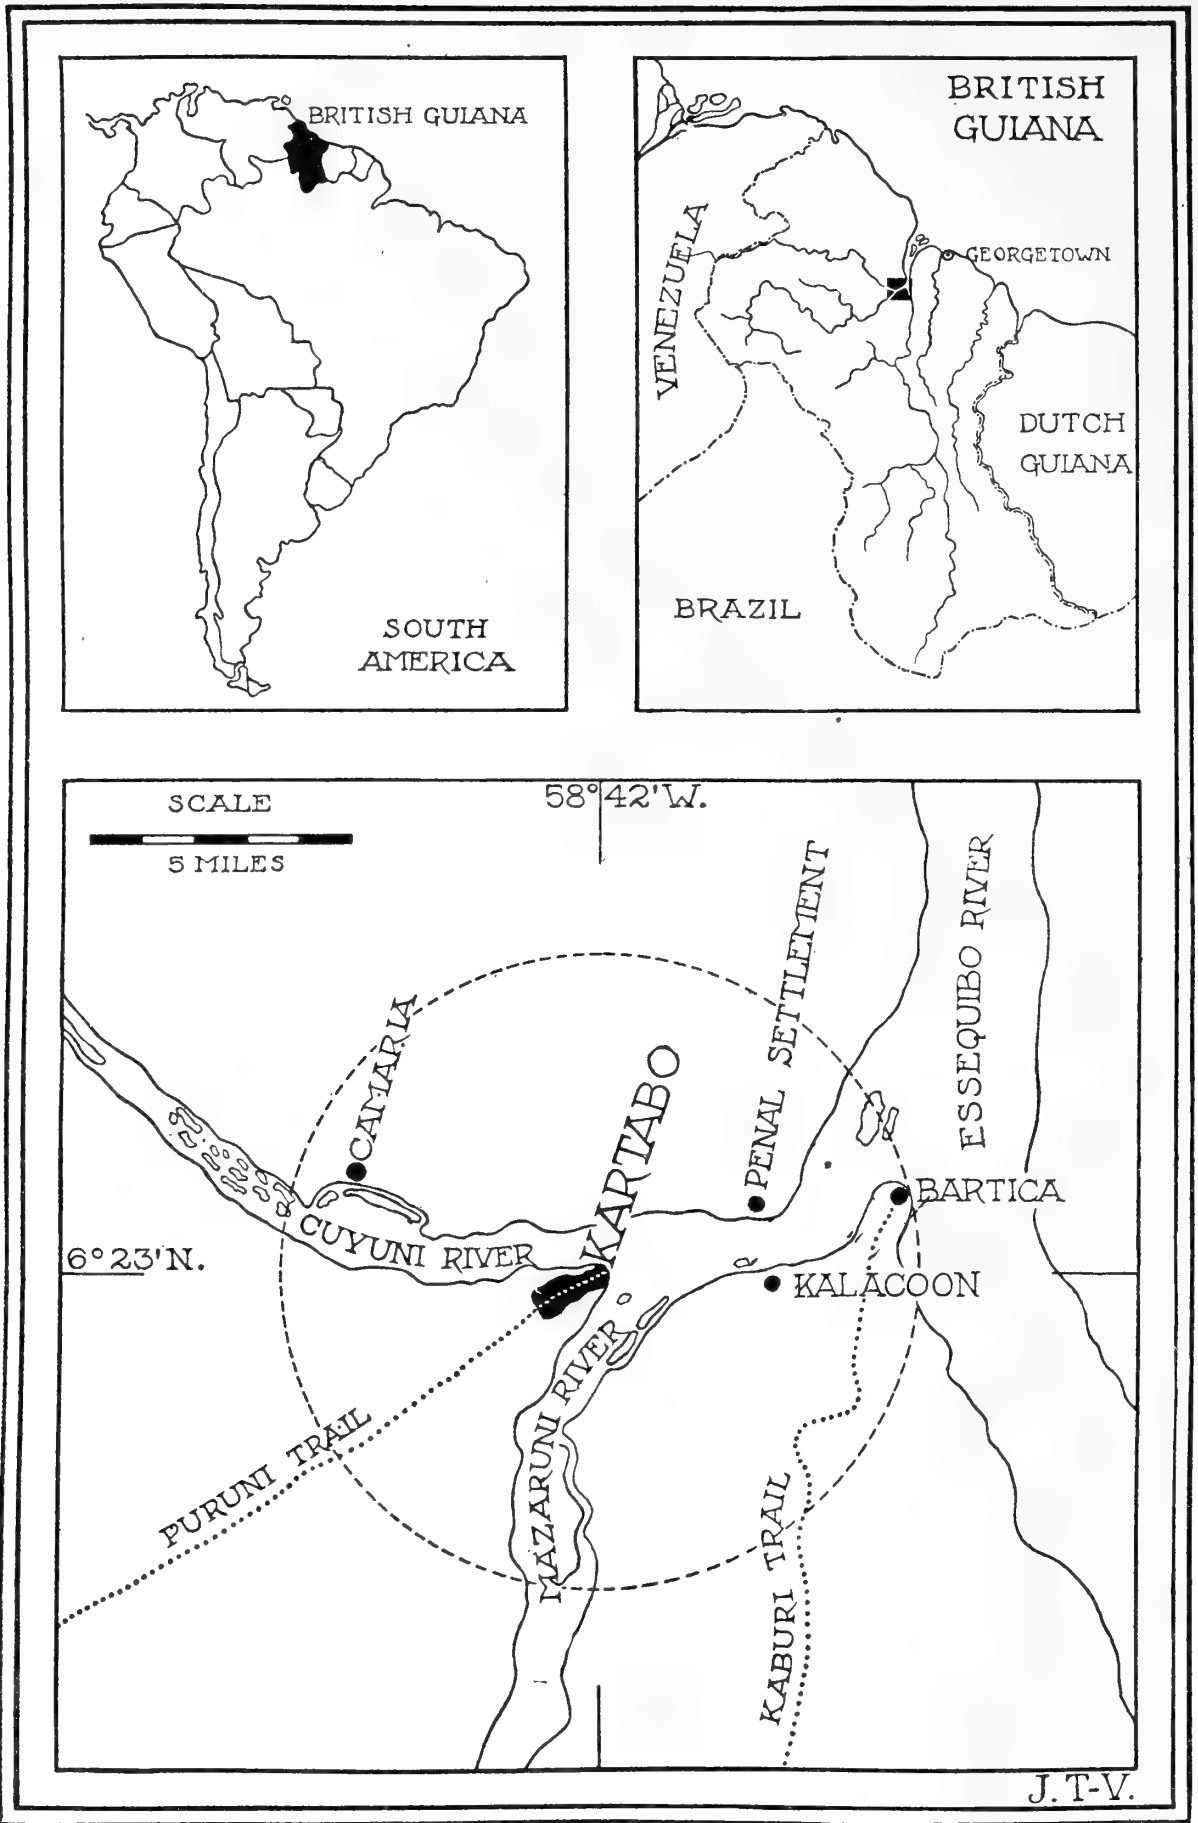 BRITISH GUIANA
SOUTH
AMERICA
BRITISH
GUIANA
VENEZUELA
GEORGETOWN
DUTCH
GUIANA
BRAZIL
SCALE
5 MILES
58°42'W.
ESSEQUIBO RIVER
PENAL SETTLEMENT
CAMARIA
KARTABO
BARTICA
CUYUNI RIVER
6°23'N.
KALACOON
MAZARUNI RIVER
PURUNI TRAIL
KABURI TRAIL
J. T-V.